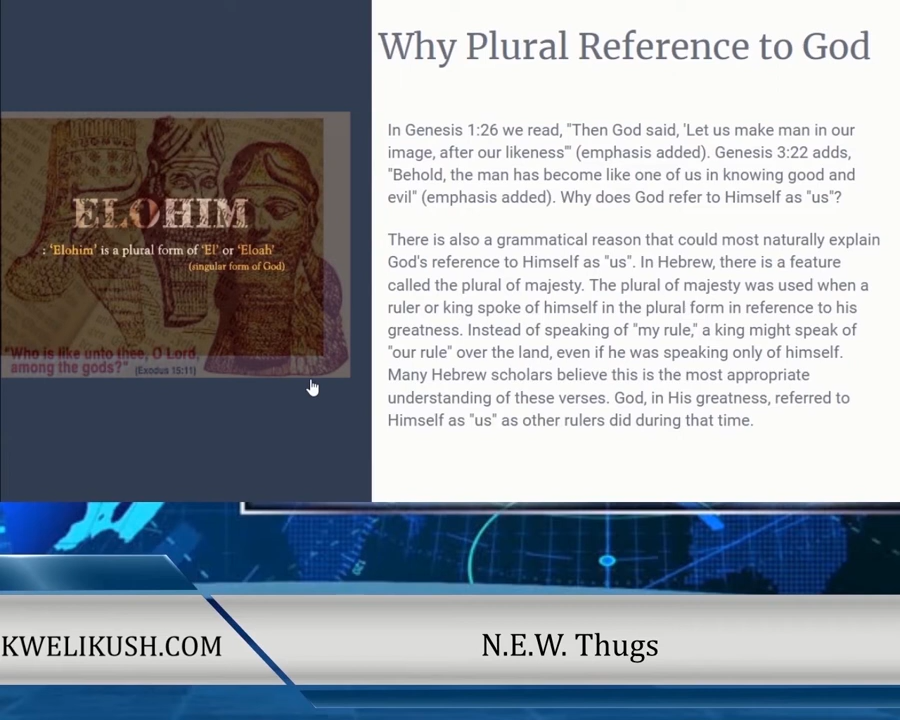 Why Plural Reference to God
In Genesis 1:26 we read, "Then God said, 'Let us make man in our
image, after our likeness'" (emphasis added). Genesis 3:22 adds,
"Behold, the man has become like one of us in knowing good and
evil" (emphasis added). Why does God refer to Himself as "us"?
There is also a grammatical reason that could most naturally explain
God's reference to Himself as "us". In Hebrew, there is a feature
called the plural of majesty. The plural of majesty was used when a
ruler or king spoke of himself in the plural form in reference to his
greatness. Instead of speaking of "my rule," a king might speak of
"our rule" over the land, even if he was speaking only of himself.
Many Hebrew scholars believe this is the most appropriate
understanding of these verses. God, in His greatness, referred to
Himself as "us" as other rulers did during that time.
ELOHIM
: 'Elohim' is a plural form of 'El' or 'Eloah'
(singular form of God)
"Who is like unto thee, O Lord,
among the gods?" (Exodus 15:11)
KWELIKUSH.COM
N.E.W. Thugs